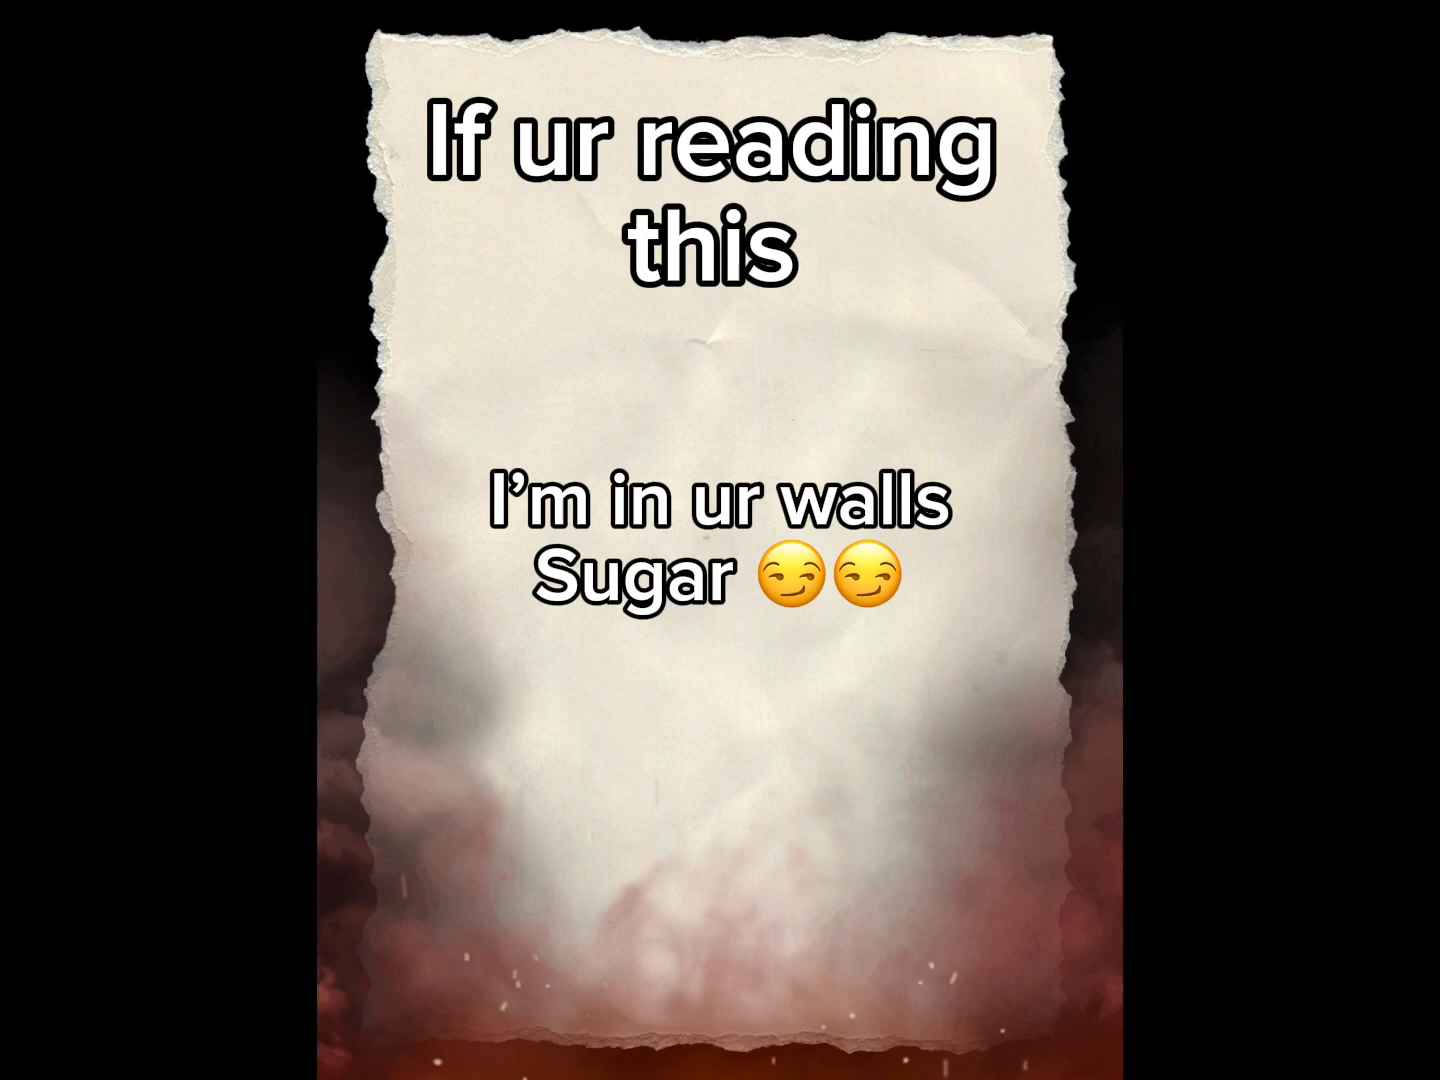 If ur reading
this
I’m in ur walls
Sugar 😏😏